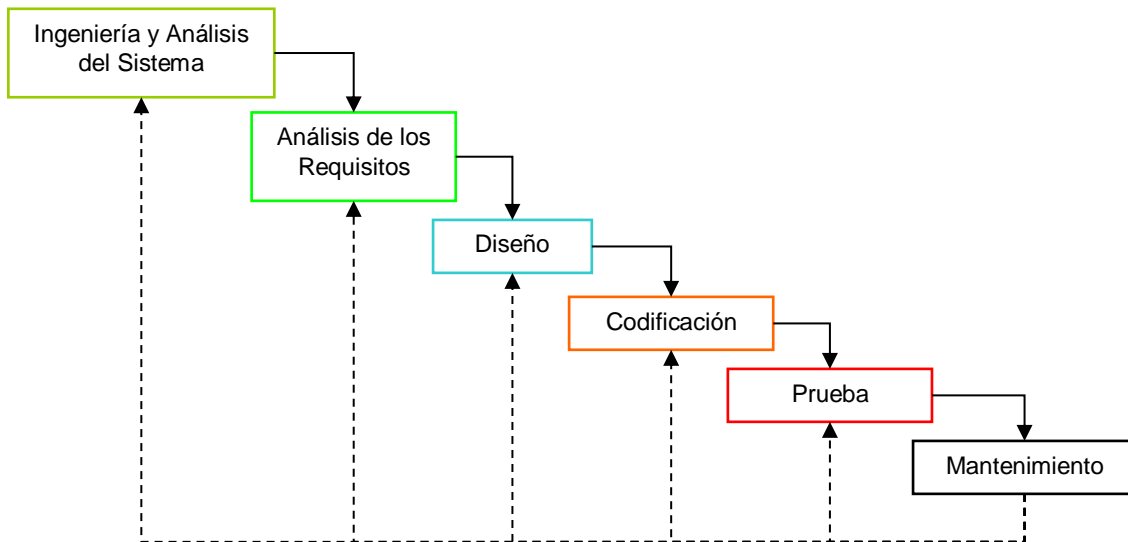 Ingeniería y Análisis
del Sistema
Análisis de los
Requisitos
Diseño
Codificación
Prueba
Mantenimiento